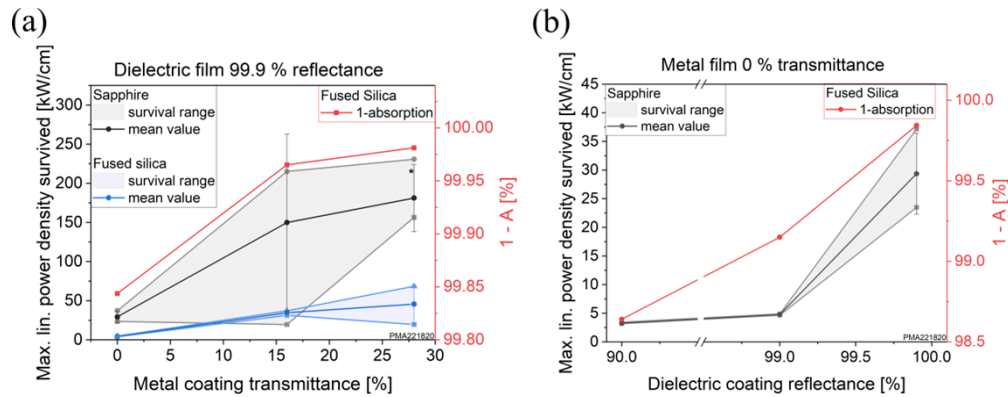 (a)
Dielectric film 99.9 % reflectance
Max. lin. power density survived [kW/cm]
300
250
200
150
100
50
0
Sapphire
survival range
mean value
Fused silica
survival range
mean value
Fused Silica
1-absorption
*
100.00
99.95
99.90
99.85
99.80
1 - A [%]
PMA221820
0
5
10
15
20
25
30
Metal coating transmittance [%]
(b)
Metal film 0 % transmittance
Max. lin. power density survived [kW/cm]
45
40
35
30
25
20
15
10
5
0
Sapphire
survival range
mean value
Fused Silica
1-absorption
100.0
99.5
99.0
98.5
1 - A [%]
PMA221820
90.0
99.0
99.5
100.0
Dielectric coating reflectance [%]